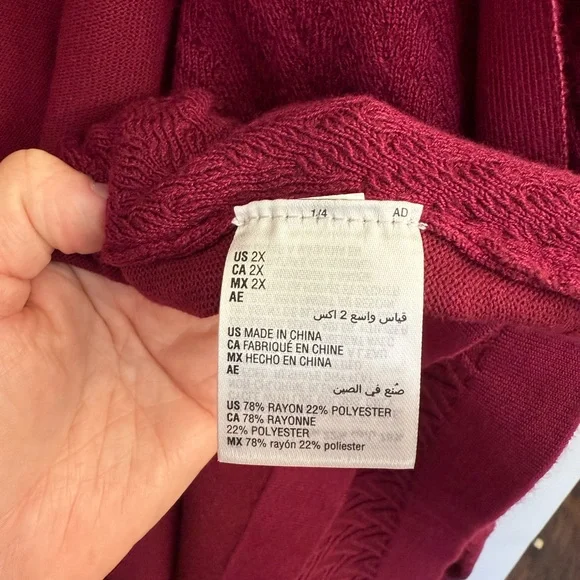 1/4 AD
US 2X
CA 2X
MX 2X
AE
قياس واسع 2 اكس
US MADE IN CHINA
CA FABRIQUÉ EN CHINE
MX HECHO EN CHINA
AE
صُنع في الصين
US 78% RAYON 22% POLYESTER
CA 78% RAYONNE
22% POLYESTER
MX 78% rayón 22% poliester